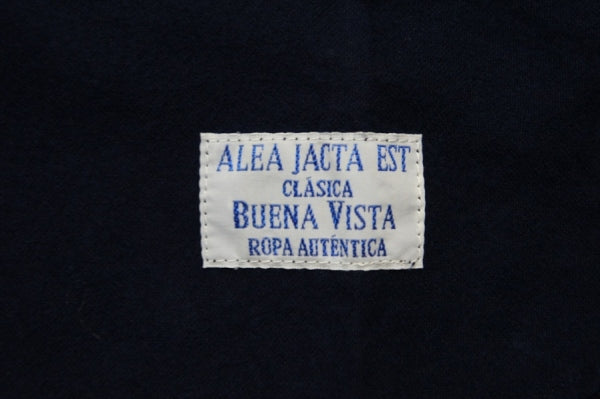 ALEA JACTA EST
CLÁSICA
BUENA VISTA
ROPA AUTÉNTICA